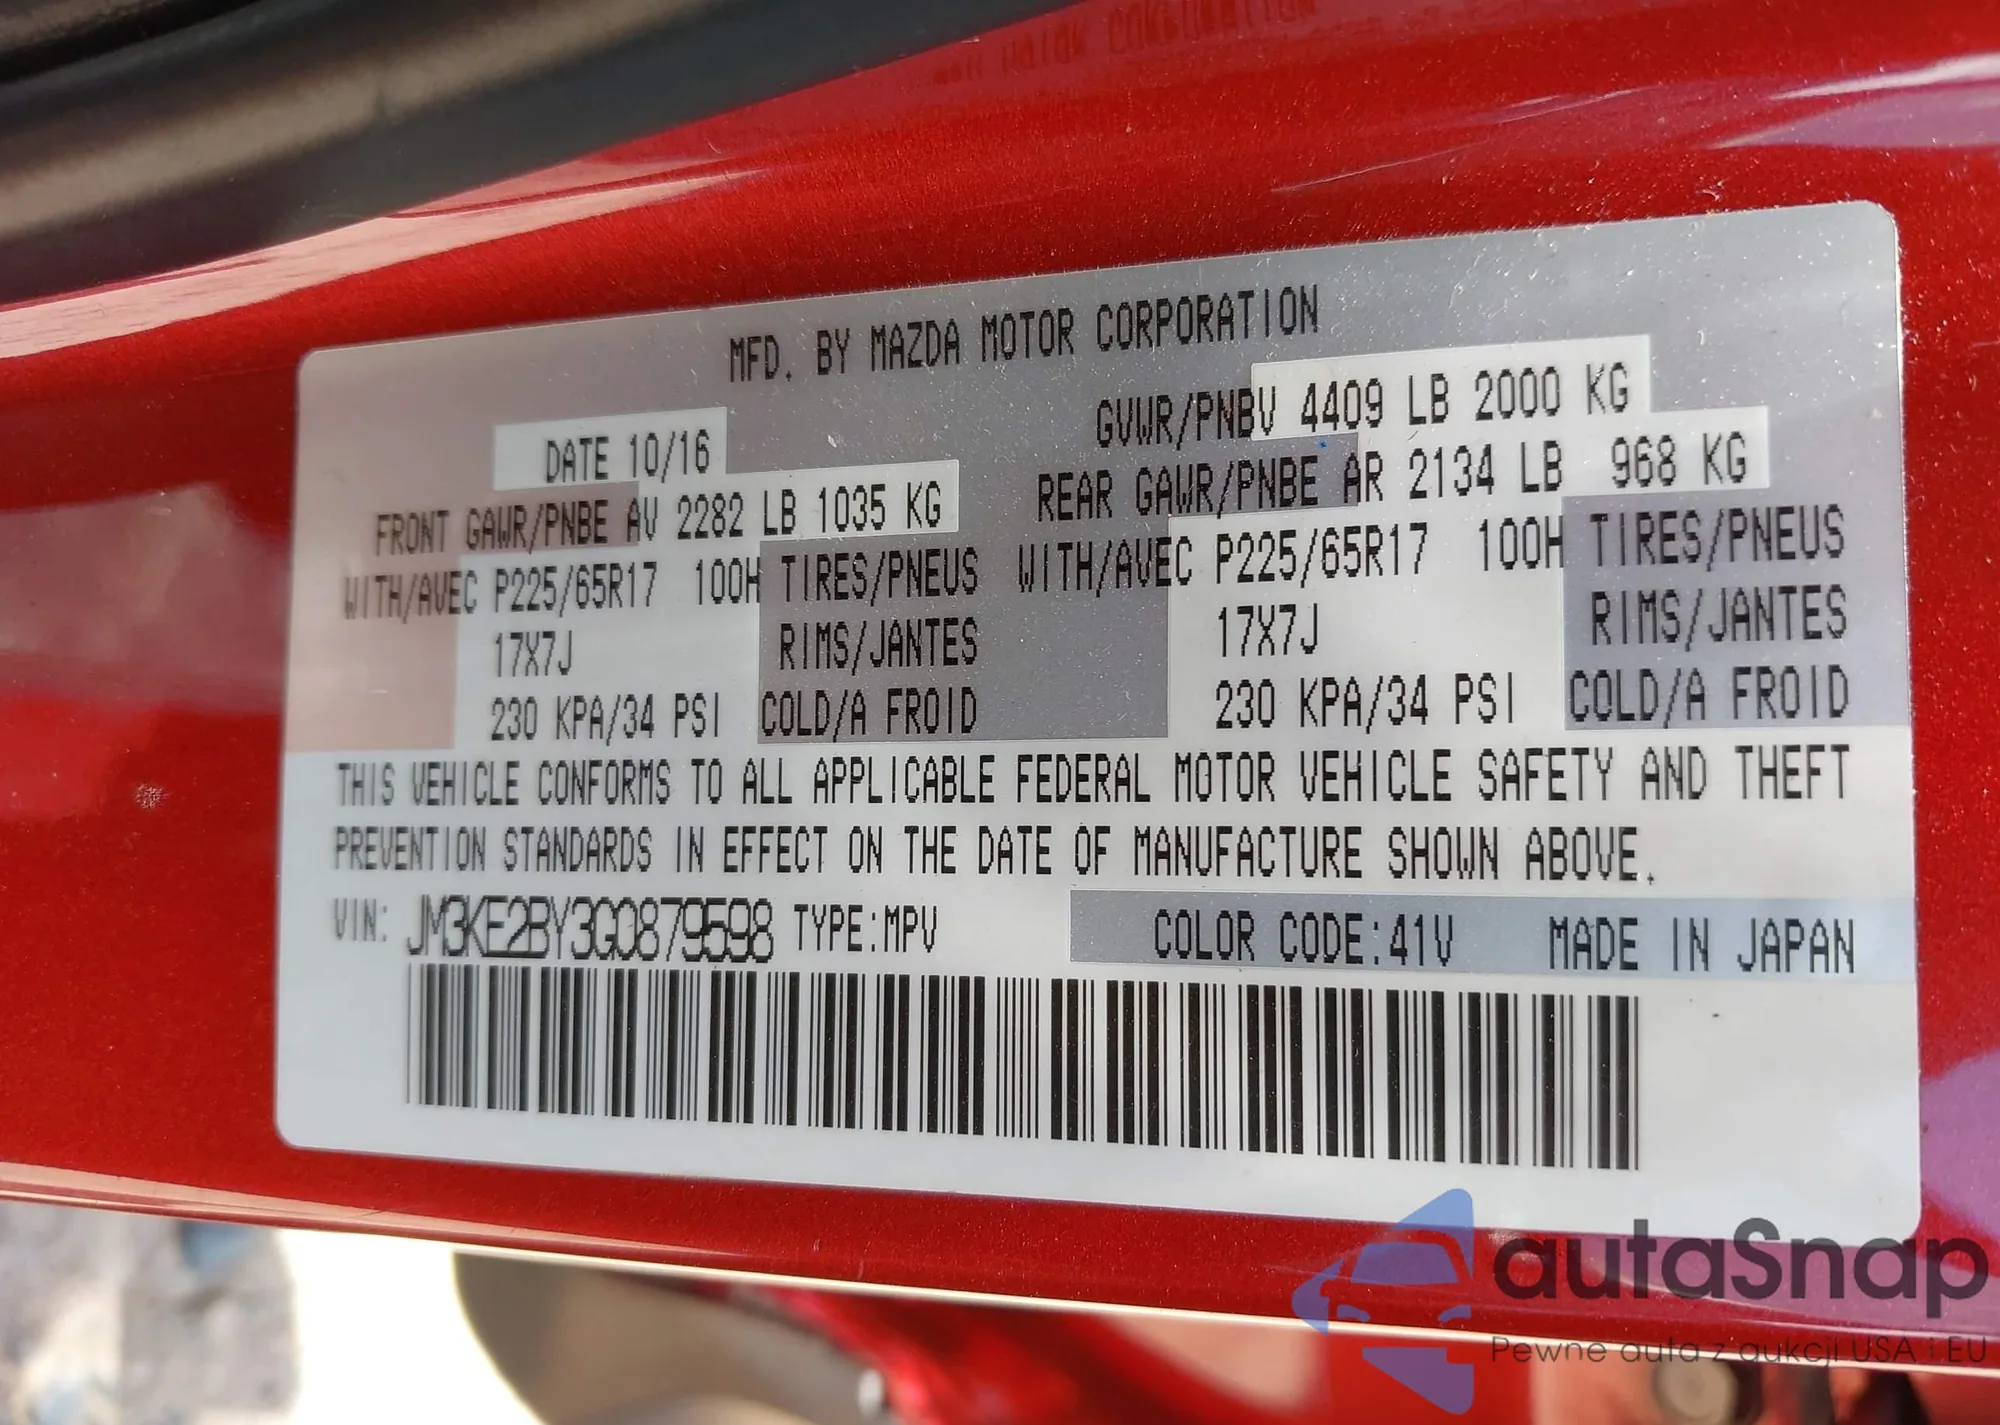 MFD. BY MAZDA MOTOR CORPORATION
DATE 10/16
GVWR/PNBV 4409 LB 2000 KG
FRONT GAWR/PNBE AV 2282 LB 1035 KG
REAR GAWR/PNBE AR 2134 LB 968 KG
WITH/AVEC P225/65R17 100H TIRES/PNEUS
WITH/AVEC P225/65R17 100H TIRES/PNEUS
17X7J RIMS/JANTES
17X7J RIMS/JANTES
230 KPA/34 PSI COLD/A FROID
230 KPA/34 PSI COLD/A FROID
THIS VEHICLE CONFORMS TO ALL APPLICABLE FEDERAL MOTOR VEHICLE SAFETY AND THEFT
PREVENTION STANDARDS IN EFFECT ON THE DATE OF MANUFACTURE SHOWN ABOVE.
VIN: JM3KE2BY3G0879598 TYPE:MPV COLOR CODE:41V MADE IN JAPAN
autaSnap
Pewne auta z aukcji USA i EU